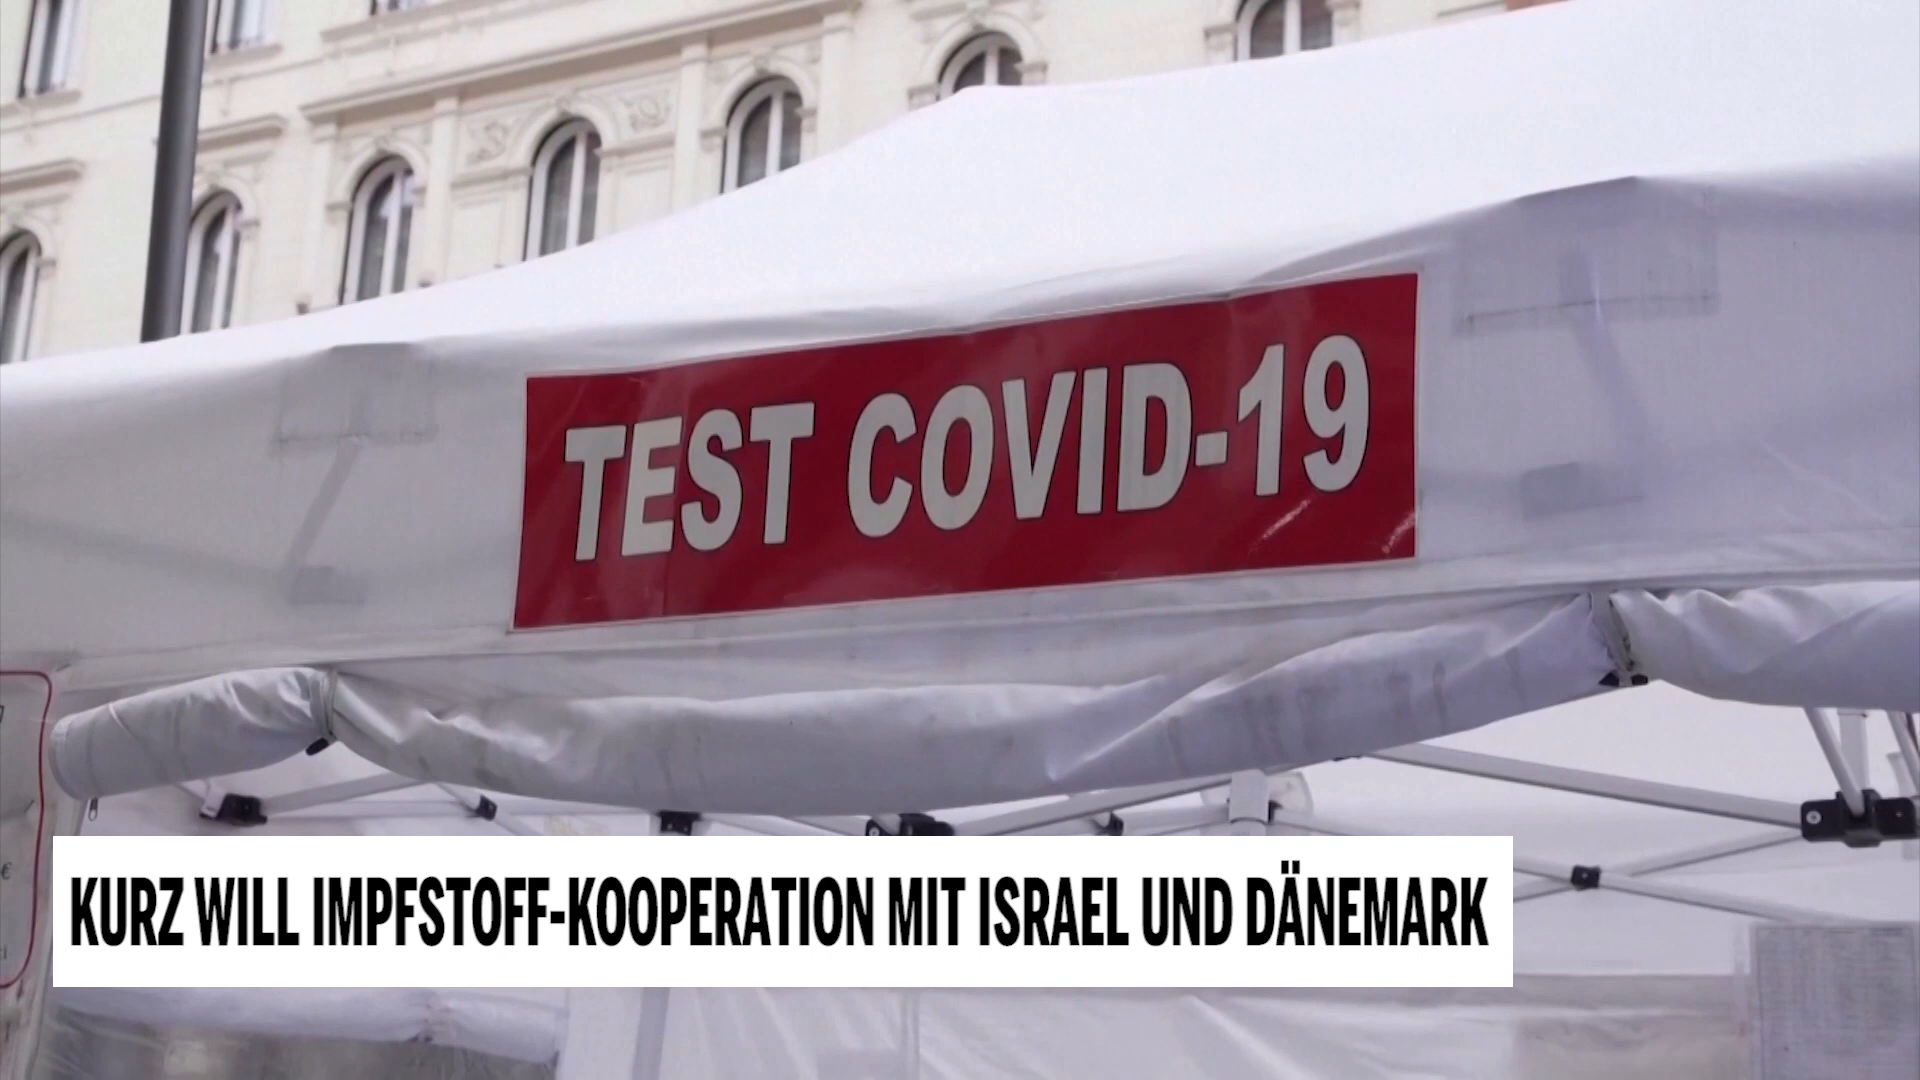 TEST COVID-19
KURZ WILL IMPFSTOFF-KOOPERATION MIT ISRAEL UND DÄNEMARK